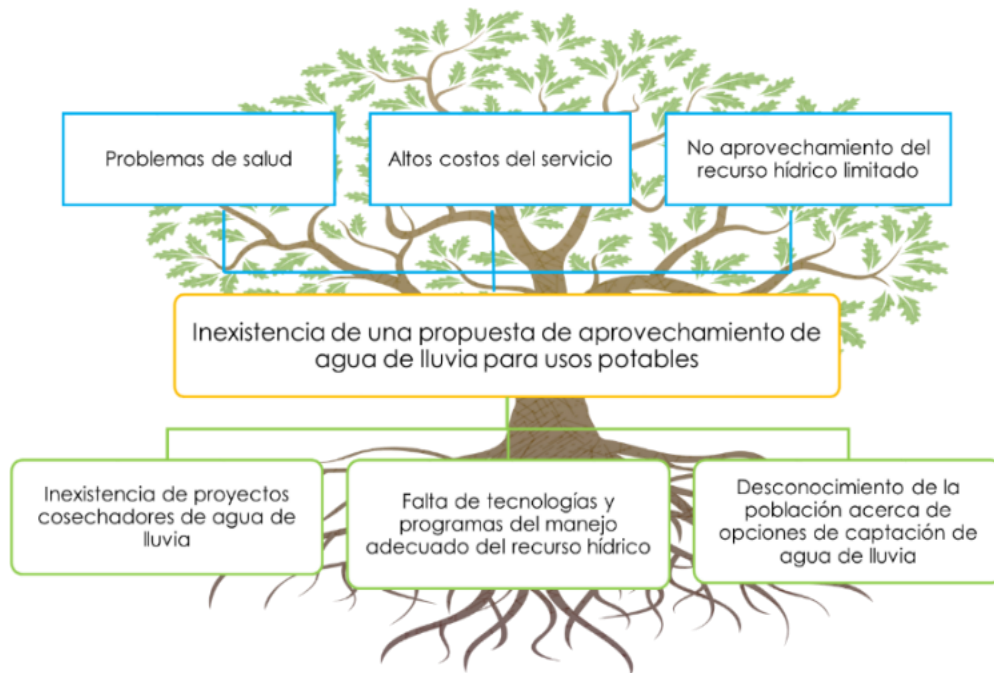 Problemas de salud
Altos costos del servicio
No aprovechamiento del
recurso hídrico limitado
Inexistencia de una propuesta de aprovechamiento de
agua de lluvia para usos potables
Inexistencia de proyectos
cosechadores de agua de
lluvia
Falta de tecnologías y
programas del manejo
adecuado del recurso hídrico
Desconocimiento de la
población acerca de
opciones de captación de
agua de lluvia